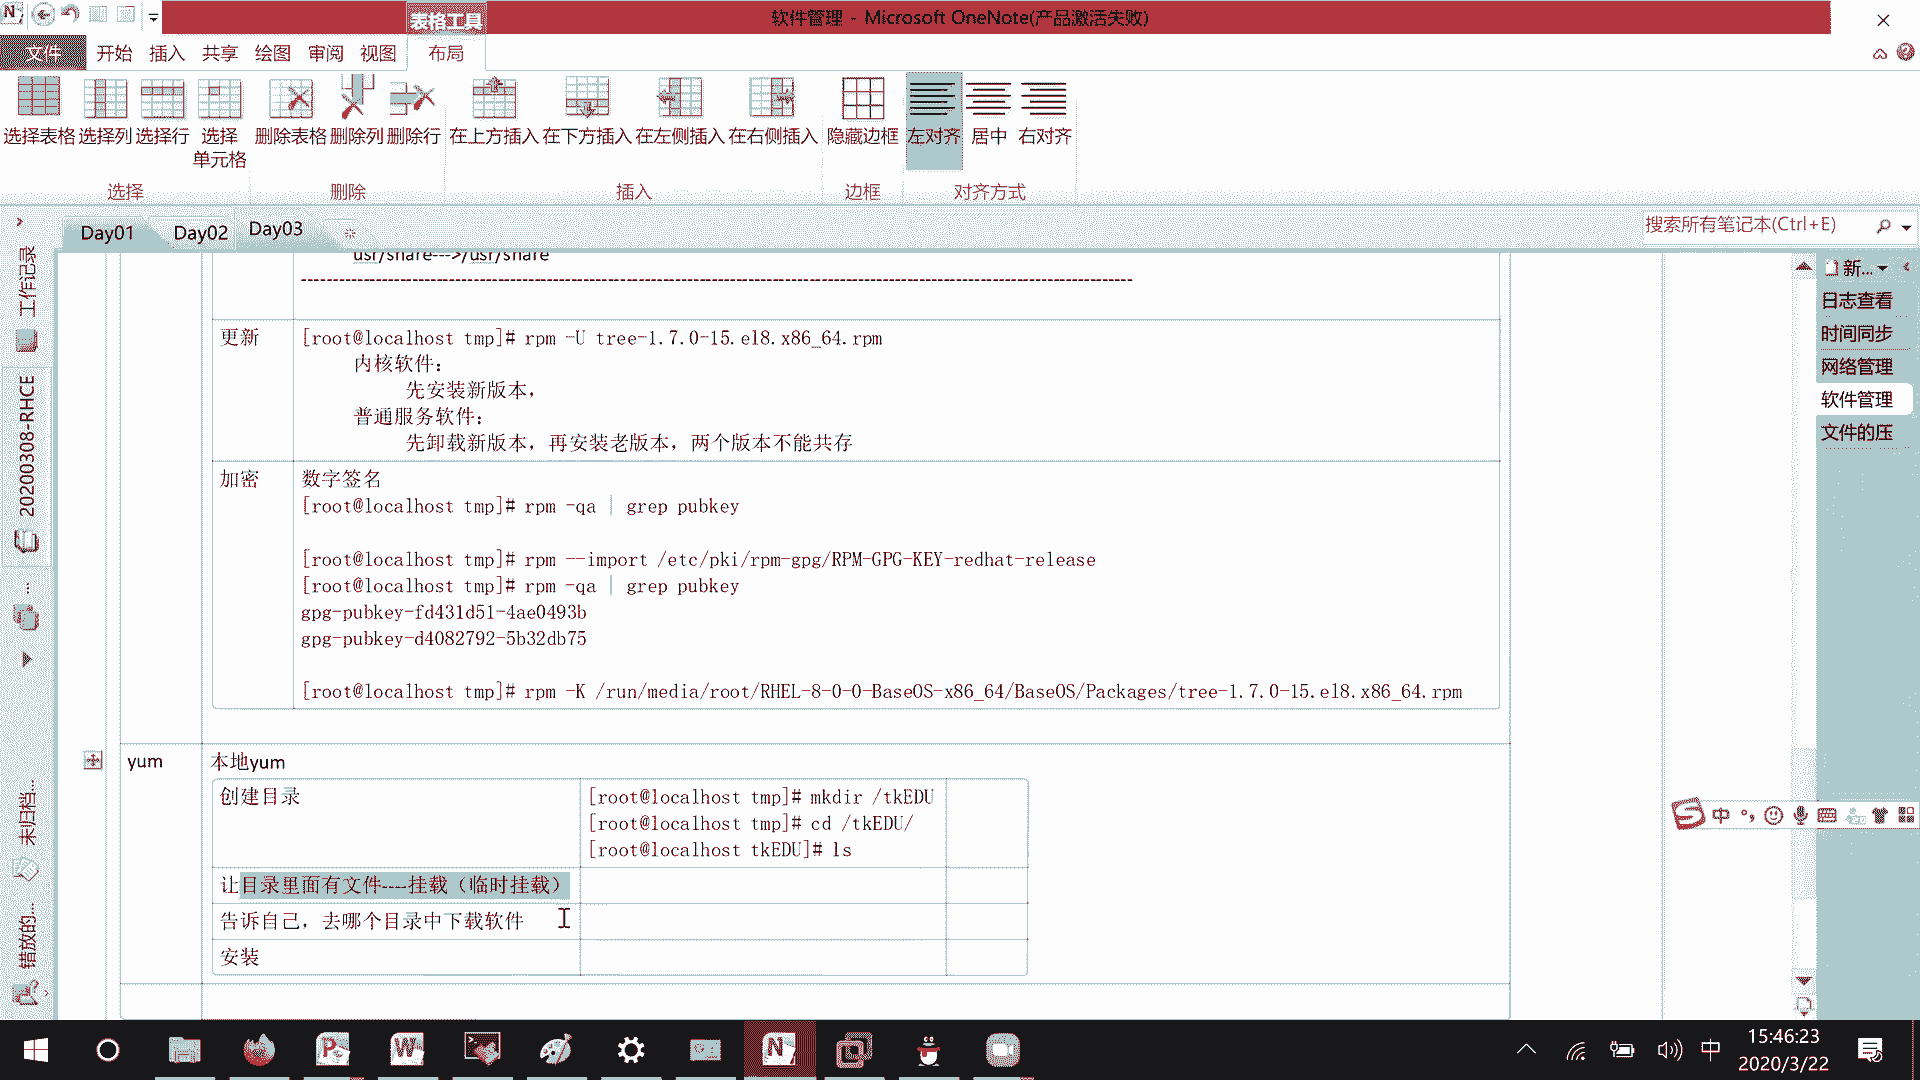 表格工具
软件管理 - Microsoft OneNote(产品激活失败)
文件 开始 插入 共享 绘图 审阅 视图 布局
选择表格 选择列 选择行 选择单元格 删除表格 删除列 删除行 在上方插入 在下方插入 在左侧插入 在右侧插入 隐藏边框 左对齐 居中 右对齐
选择 删除 插入 边框 对齐方式
Day01 Day02 Day03
搜索所有笔记本(Ctrl+E)
工作记录
20200308-RHCE
未归档...
错放的...
新...
日志查看
时间同步
网络管理
软件管理
文件的压
usr/share--->/usr/share
更新
[root@localhost tmp]# rpm -U tree-1.7.0-15.el8.x86_64.rpm
内核软件：
先安装新版本，
普通服务软件：
先卸载新版本，再安装老版本，两个版本不能共存
加密
数字签名
[root@localhost tmp]# rpm -qa | grep pubkey
[root@localhost tmp]# rpm --import /etc/pki/rpm-gpg/RPM-GPG-KEY-redhat-release
[root@localhost tmp]# rpm -qa | grep pubkey
gpg-pubkey-fd431d51-4ae0493b
gpg-pubkey-d4082792-5b32db75
[root@localhost tmp]# rpm -K /run/media/root/RHEL-8-0-0-BaseOS-x86_64/BaseOS/Packages/tree-1.7.0-15.el8.x86_64.rpm
yum
本地yum
创建目录
[root@localhost tmp]# mkdir /tkEDU
[root@localhost tmp]# cd /tkEDU/
[root@localhost tkEDU]# ls
让目录里面有文件----挂载（临时挂载）
告诉自己，去哪个目录中下载软件
安装
中
中
15:46:23
2020/3/22